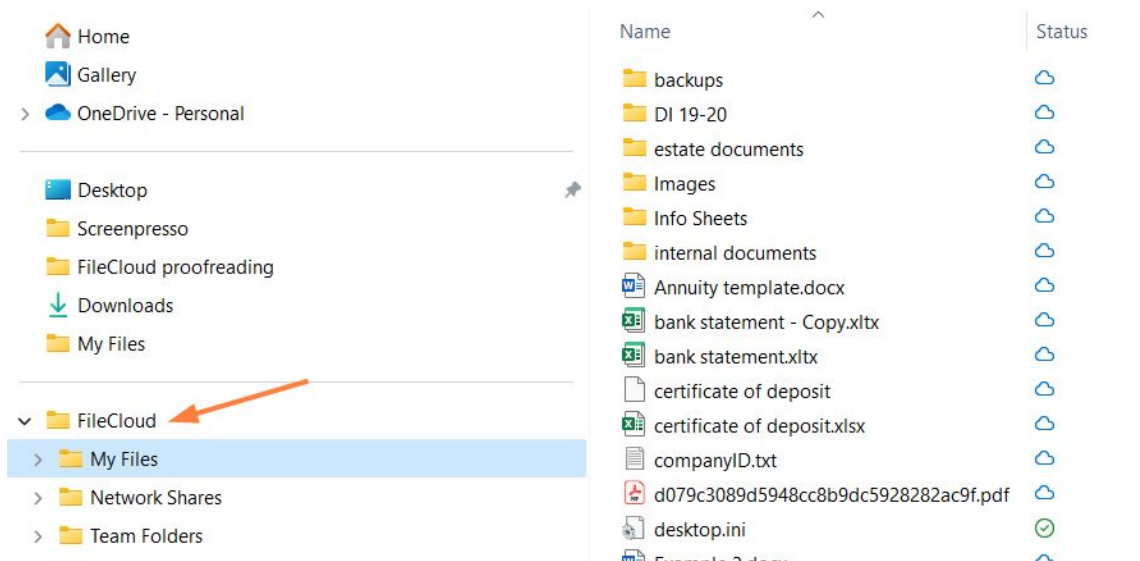 Home
Gallery
OneDrive - Personal
Desktop
Screenpresso
FileCloud proofreading
Downloads
My Files
FileCloud
My Files
Network Shares
Team Folders
Name Status
backups
DI 19-20
estate documents
Images
Info Sheets
internal documents
Annuity template.docx
bank statement - Copy.xltx
bank statement.xltx
certificate of deposit
certificate of deposit.xlsx
companyID.txt
d079c3089d5948cc8b9dc5928282ac9f.pdf
desktop.ini